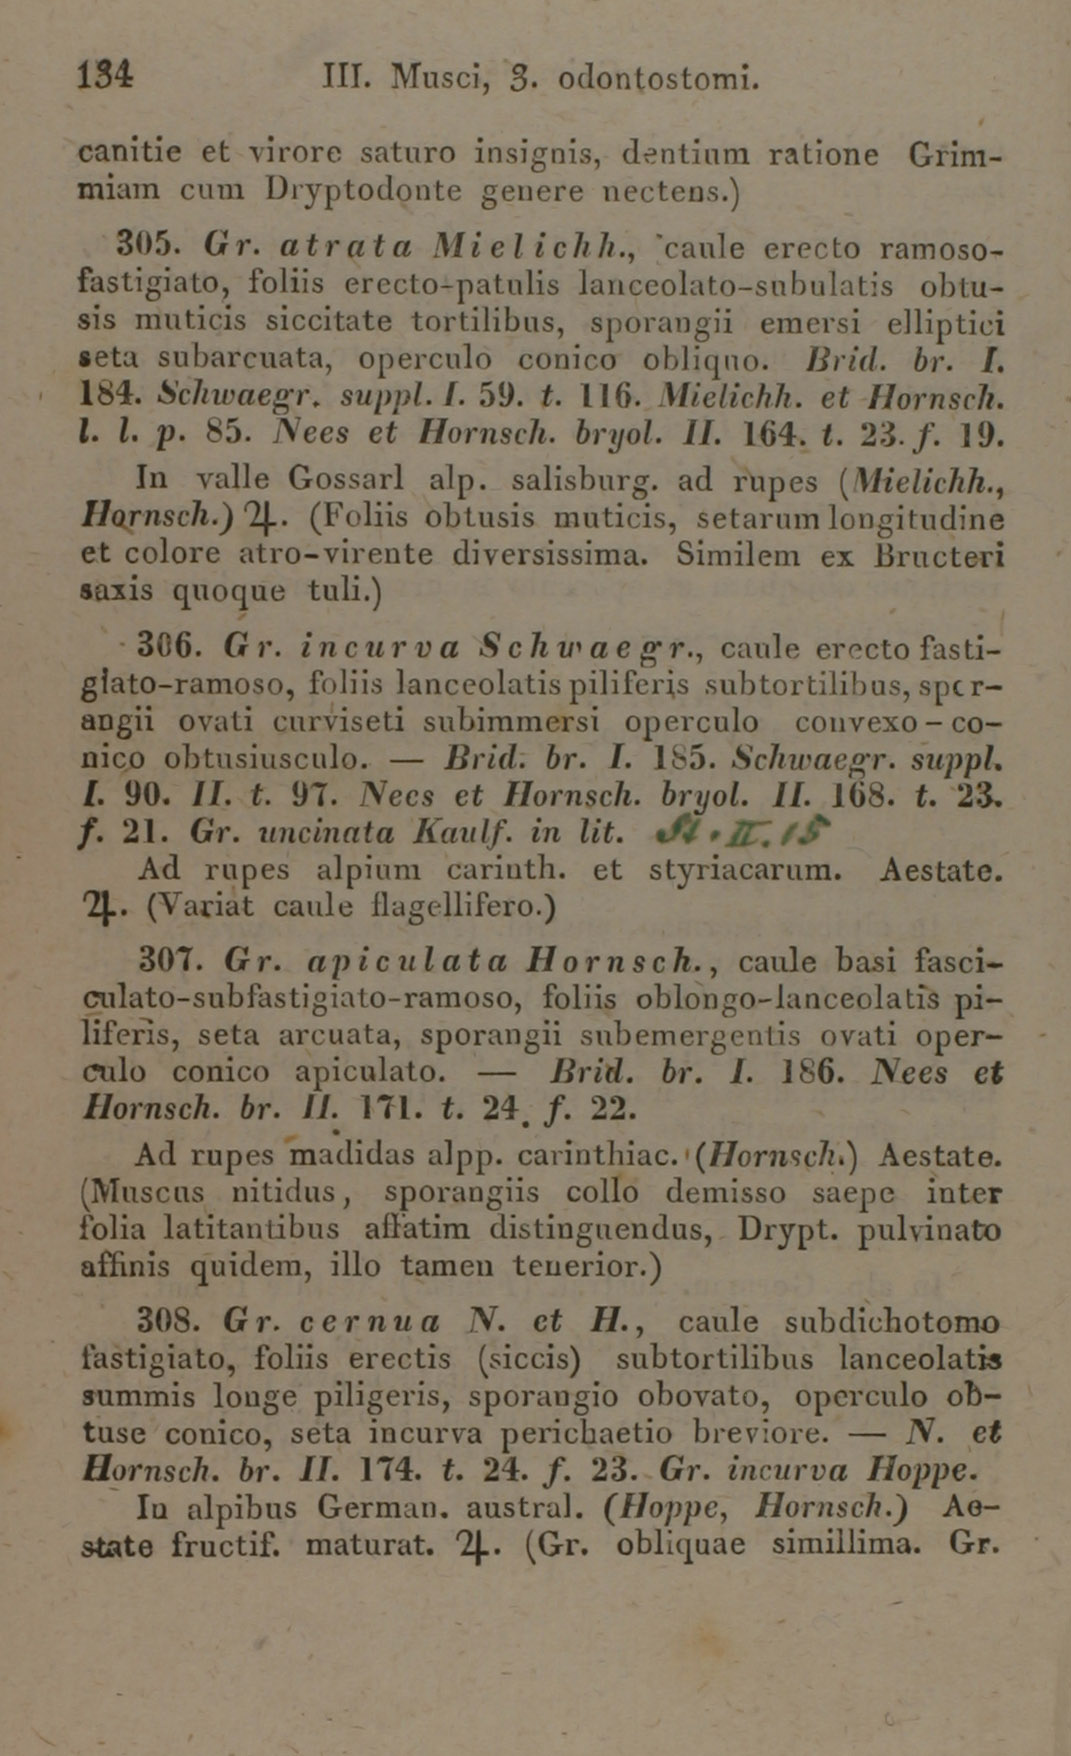 134 III. Musci, 3. odontostomi.
canitie et virore saturo insignis, dentium ratione Grim-
miam cum Dryptodonte genere nectens.)
305. Gr. atrata Mielichh., caule erecto ramoso-
fastigiato, foliis erecto-patulis lanceolato-subulatis obtu-
sis muticis siccitate tortilibus, sporangii emersi elliptici
seta subarcuata, operculo conico obliquo. Brid. br. I.
184. Schwaegr. suppl. I. 59. t. 116. Mielichh. et Hornsch.
l. l. p. 85. Nees et Hornsch. bryol. II. 164. t. 23. f. 19.
In valle Gossarl alp. salisburg. ad rupes (Mielichh.,
Hornsch.) ♃. (Foliis obtusis muticis, setarum longitudine
et colore atro-virente diversissima. Similem ex Bructeri
saxis quoque tuli.)
306. Gr. incurva Schwaegr., caule erecto fasti-
giato-ramoso, foliis lanceolatis piliferis subtortilibus, spor-
angii ovati curviseti subimmersi operculo convexo-co-
nico obtusiusculo. — Brid. br. I. 185. Schwaegr. suppl.
I. 90. II. t. 97. Nees et Hornsch. bryol. II. 168. t. 23.
f. 21. Gr. uncinata Kaulf. in lit. St. II. 15
Ad rupes alpium carinth. et styriacarum. Aestate.
♃. (Variat caule flagellifero.)
307. Gr. apiculata Hornsch., caule basi fasci-
culato-subfastigiato-ramoso, foliis oblongo-lanceolatis pi-
liferis, seta arcuata, sporangii subemergentis ovati oper-
culo conico apiculato. — Brid. br. I. 186. Nees et
Hornsch. br. II. 171. t. 24. f. 22.
Ad rupes madidas alpp. carinthiac. (Hornsch.) Aestate.
(Muscus nitidus, sporangiis collo demisso saepe inter
folia latitantibus affatim distinguendus, Drypt. pulvinato
affinis quidem, illo tamen tenerior.)
308. Gr. cernua N. et H., caule subdichotomo
fastigiato, foliis erectis (siccis) subtortilibus lanceolatis
summis longe piligeris, sporangio obovato, operculo ob-
tuse conico, seta incurva perichaetio breviore. — N. et
Hornsch. br. II. 174. t. 24. f. 23. Gr. incurva Hoppe.
In alpibus German. austral. (Hoppe, Hornsch.) Ae-
state fructif. maturat. ♃. (Gr. obliquae simillima. Gr.